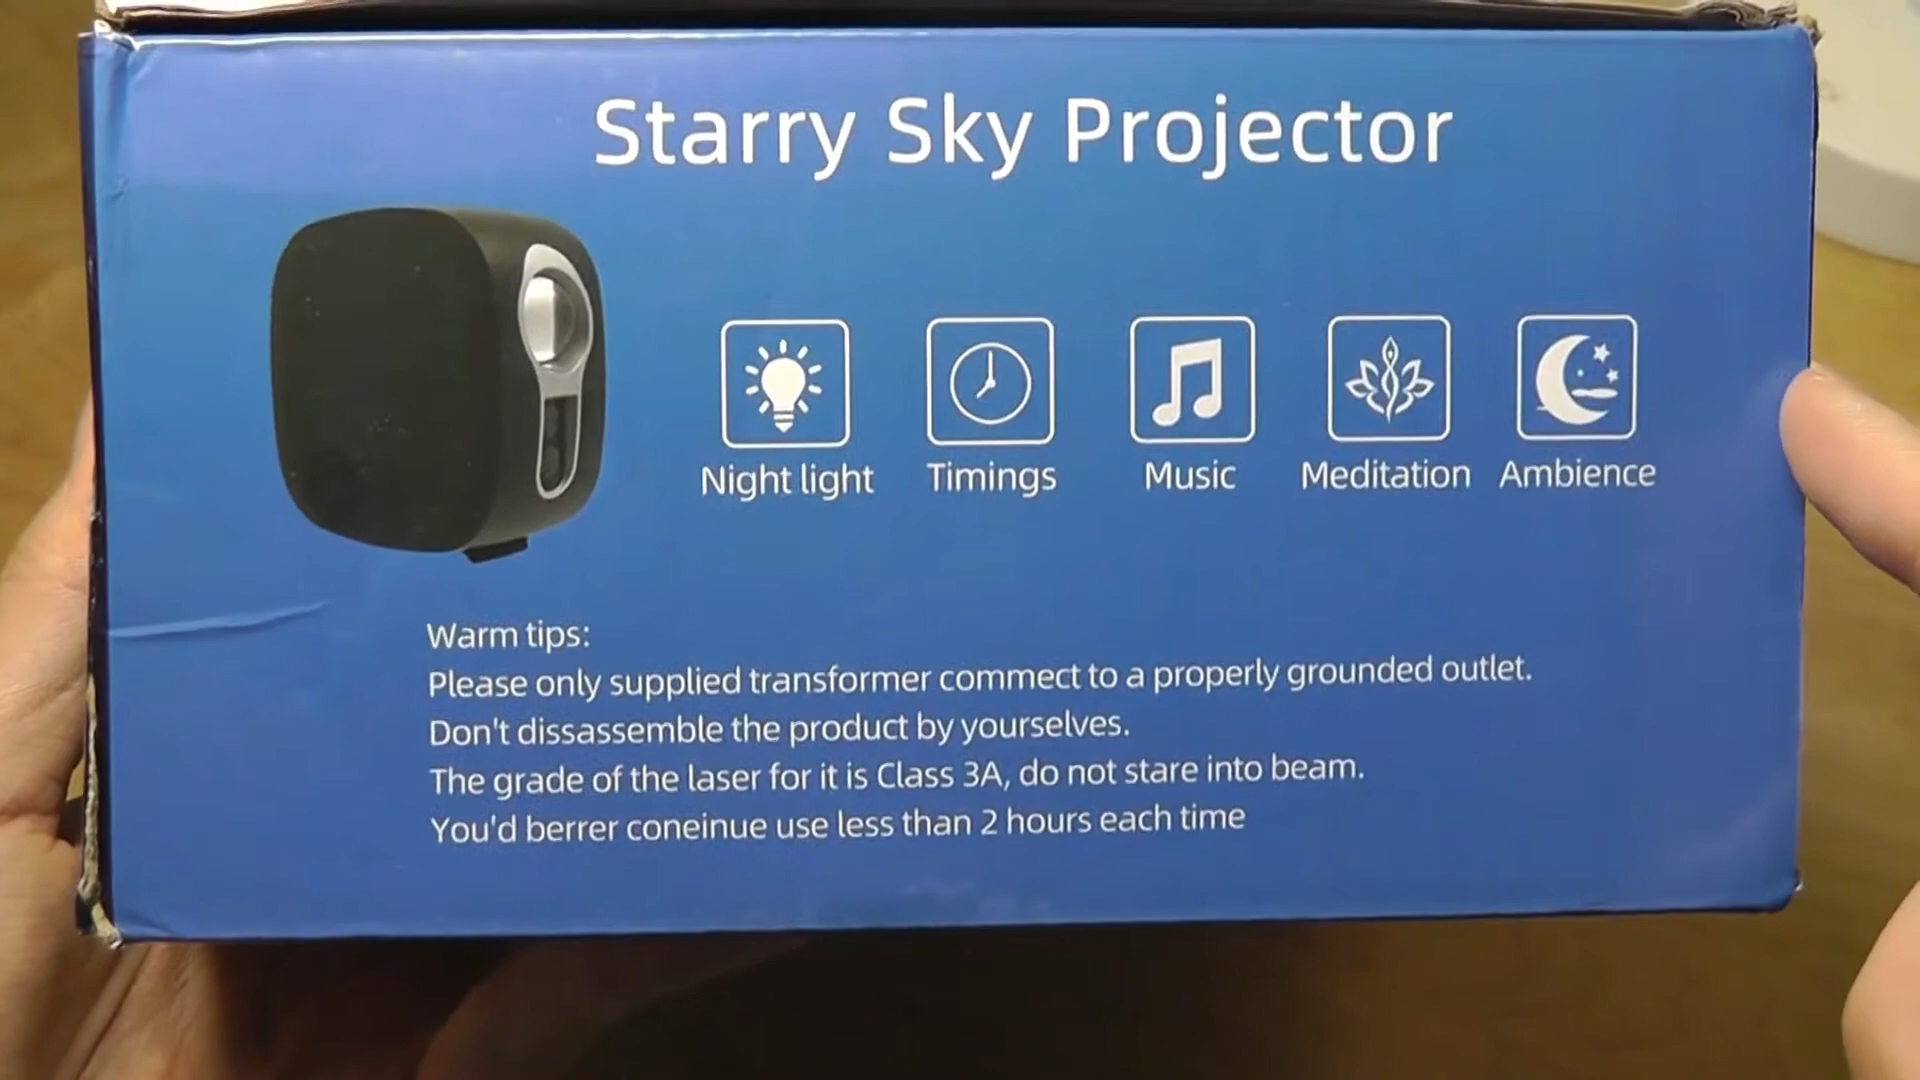 Starry Sky Projector
Night light Timings Music Meditation Ambience
Warm tips:
Please only supplied transformer commect to a properly grounded outlet.
Don't dissassemble the product by yourselves.
The grade of the laser for it is Class 3A, do not stare into beam.
You'd berrer coneinue use less than 2 hours each time